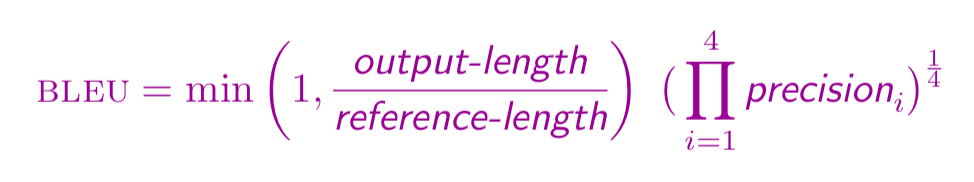 BLEU = min (1, output-length / reference-length) (∏_{i=1}^{4} precision_i)^{1/4}